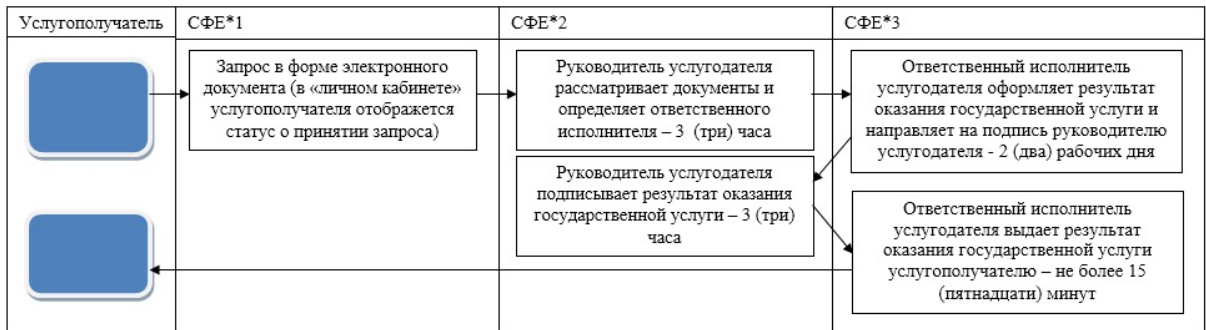 Услугополучатель
СФЕ*1
СФЕ*2
СФЕ*3
Запрос в форме электронного
документа (в «личном кабинете»
услугополучателя отображется
статус о принятии запроса)
Руководитель услугодателя
рассматривает документы и
определяет ответственного
исполнителя – 3 (три) часа
Ответственный исполнитель
услугодателя оформляет результат
оказания государственной услуги и
направляет на подпись руководителю
услугодателя - 2 (два) рабочих дня
Руководитель услугодателя
подписывает результат оказания
государственной услуги – 3 (три)
часа
Ответственный исполнитель
услугодателя выдает результат
оказания государственной услуги
услугополучателю – не более 15
(пятнадцати) минут